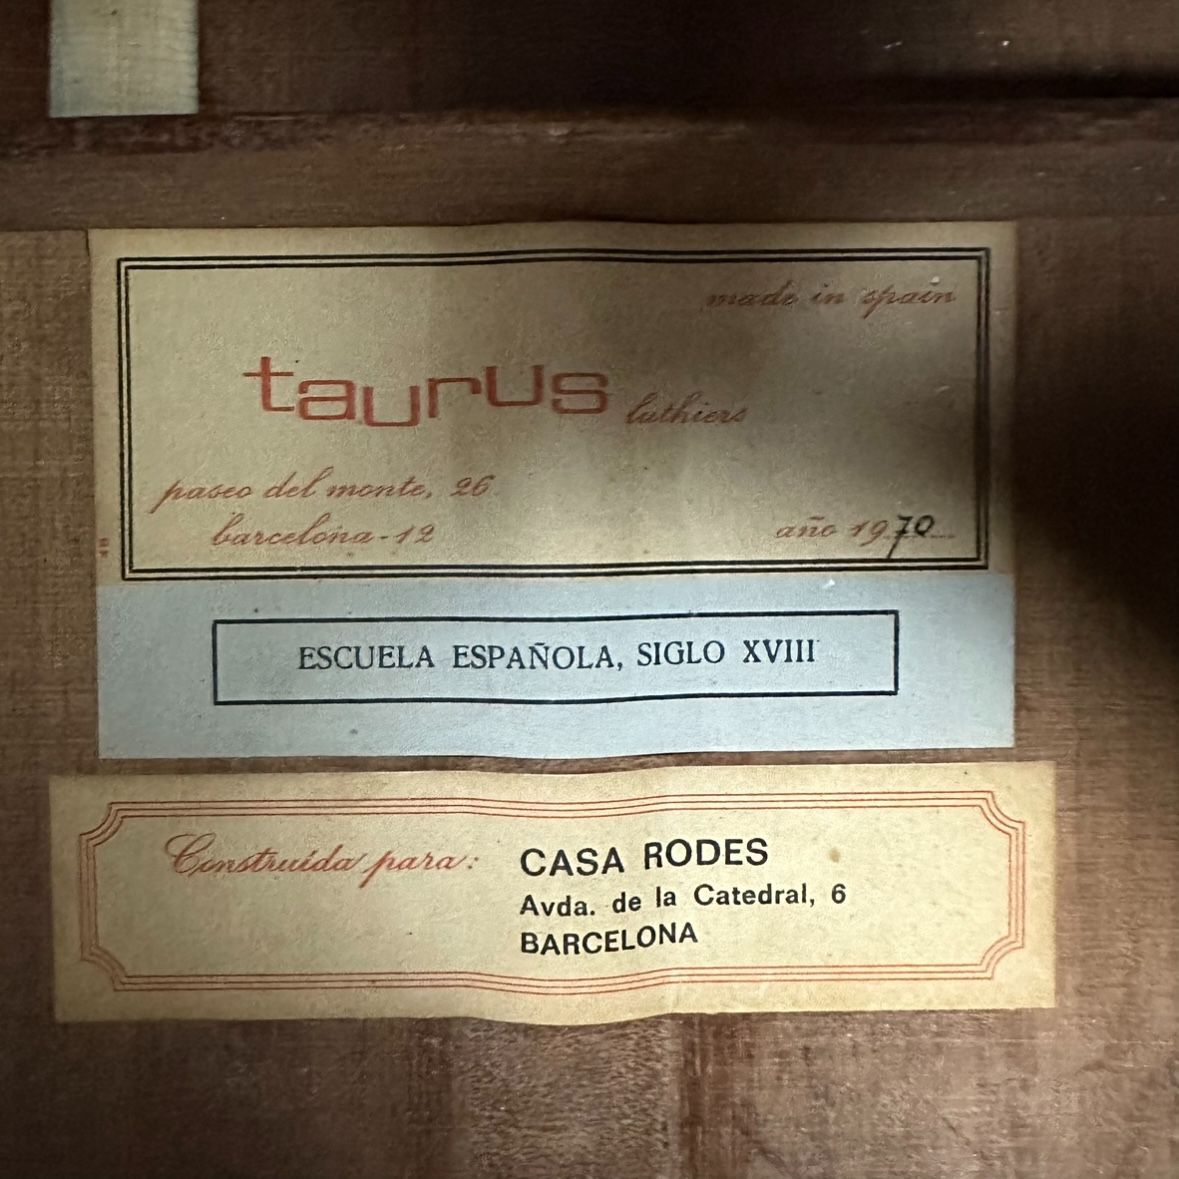 made in spain
taurus luthiers
paseo del monte, 26
barcelona-12
año 1970
ESCUELA ESPAÑOLA, SIGLO XVIII
Construída para:
CASA RODES
Avda. de la Catedral, 6
BARCELONA